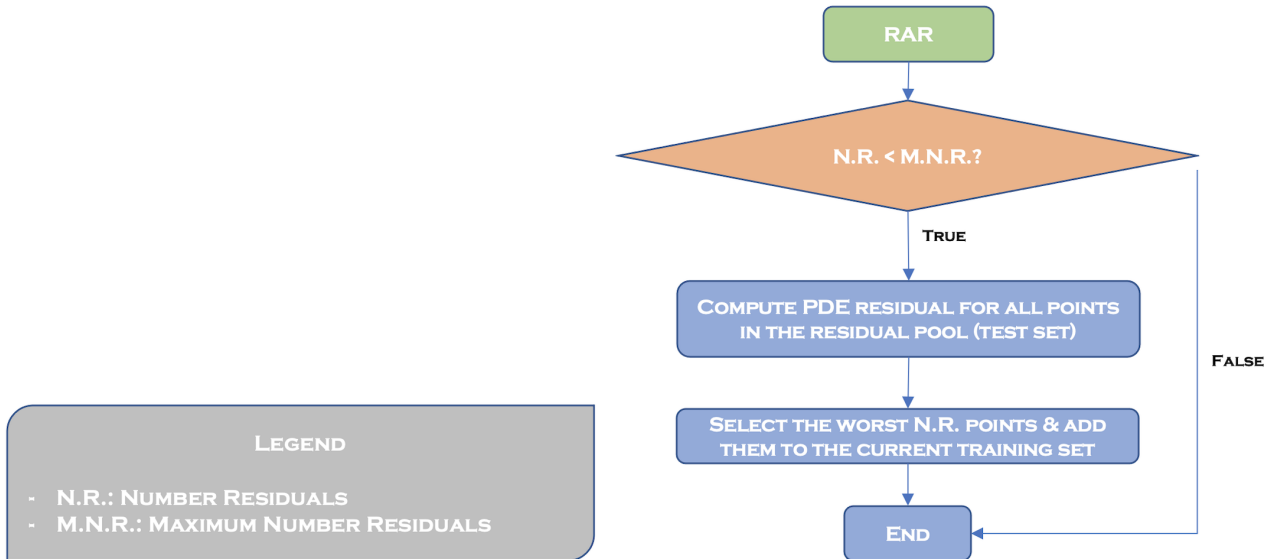 RAR
N.R. < M.N.R.?
TRUE
COMPUTE PDE RESIDUAL FOR ALL POINTS
IN THE RESIDUAL POOL (TEST SET)
FALSE
SELECT THE WORST N.R. POINTS & ADD
THEM TO THE CURRENT TRAINING SET
END
LEGEND
- N.R.: NUMBER RESIDUALS
- M.N.R.: MAXIMUM NUMBER RESIDUALS